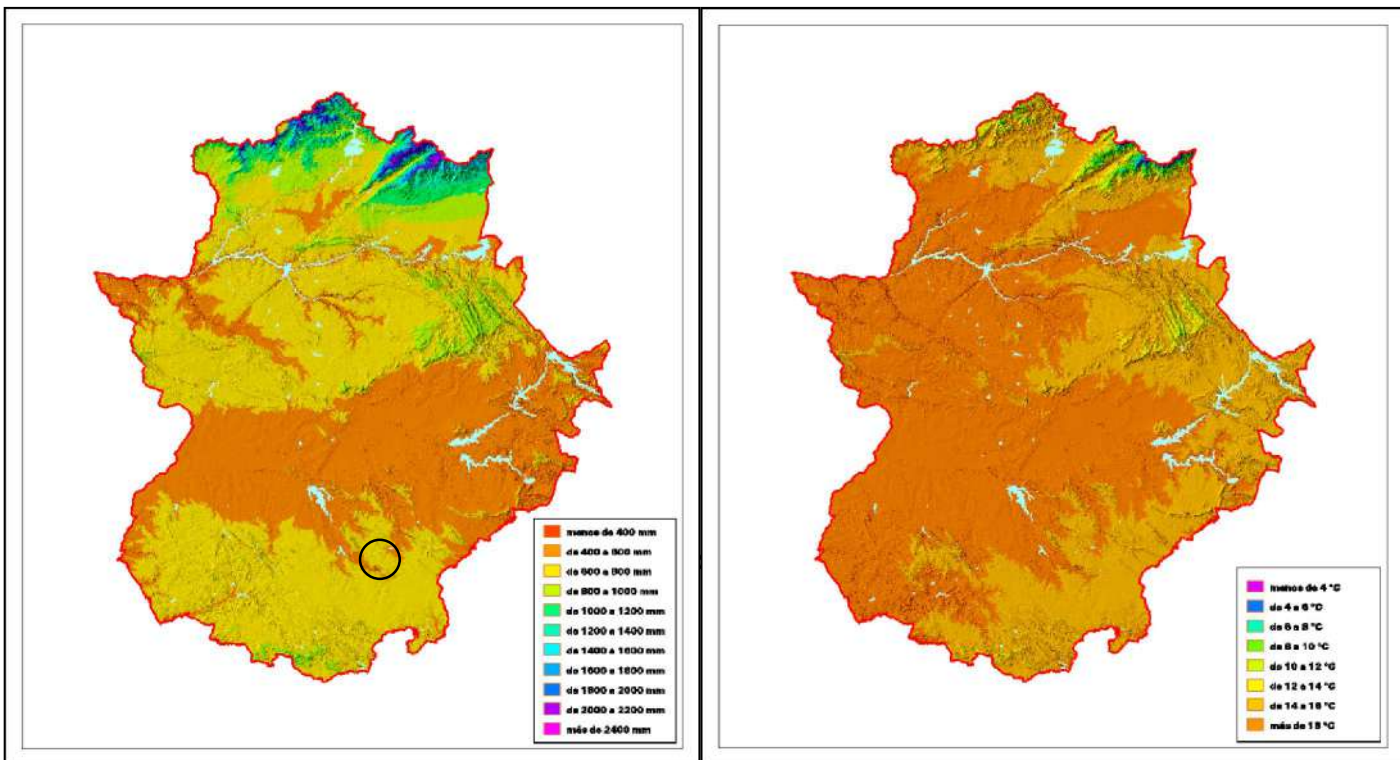 menos de 400 mm
de 400 a 600 mm
de 600 a 800 mm
de 800 a 1000 mm
de 1000 a 1200 mm
de 1200 a 1400 mm
de 1400 a 1600 mm
de 1600 a 1800 mm
de 1800 a 2000 mm
de 2000 a 2200 mm
más de 2400 mm
menos de 4 °C
de 4 a 6 °C
de 6 a 8 °C
de 8 a 10 °C
de 10 a 12 °C
de 12 a 14 °C
de 14 a 16 °C
más de 16 °C